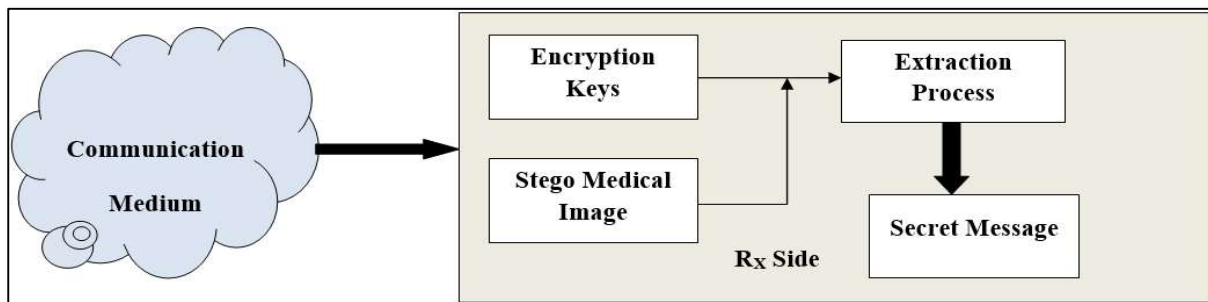 Communication
Medium
Encryption
Keys
Stego Medical
Image
Extraction
Process
Secret Message
RX Side